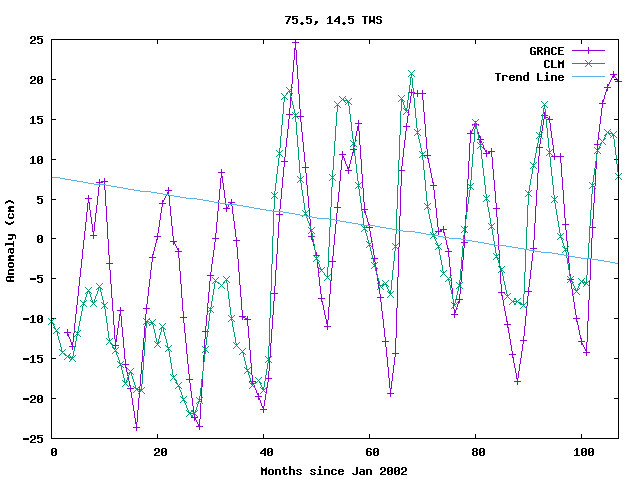 75.5, 14.5 TWS
GRACE
CLM
Trend Line
Anomaly (cm)
25
20
15
10
5
0
-5
-10
-15
-20
-25
0 20 40 60 80 100
Months since Jan 2002